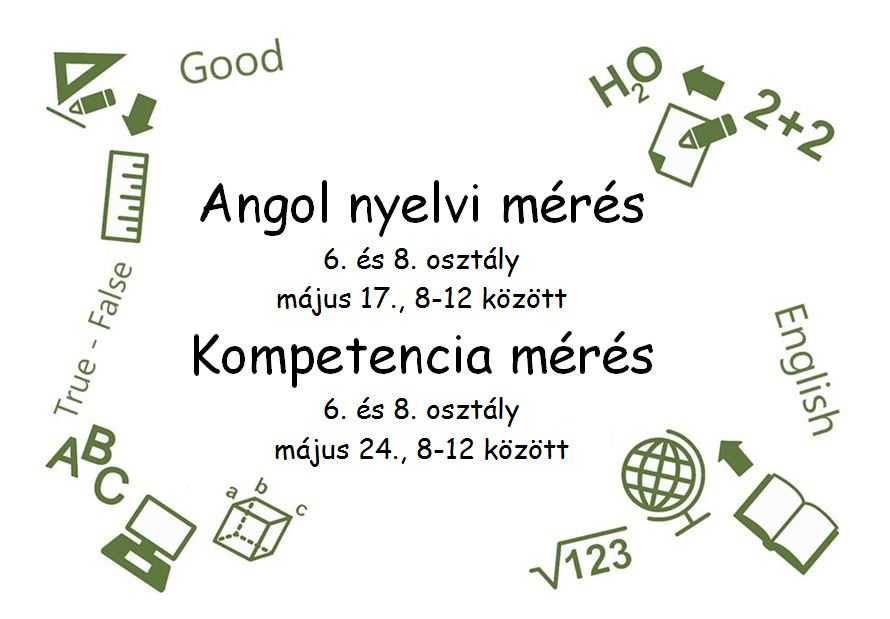 Good
H2O
2+2
Angol nyelvi mérés
6. és 8. osztály
május 17., 8-12 között
True - False
Kompetencia mérés
6. és 8. osztály
május 24., 8-12 között
English
ABC
a b c
√123